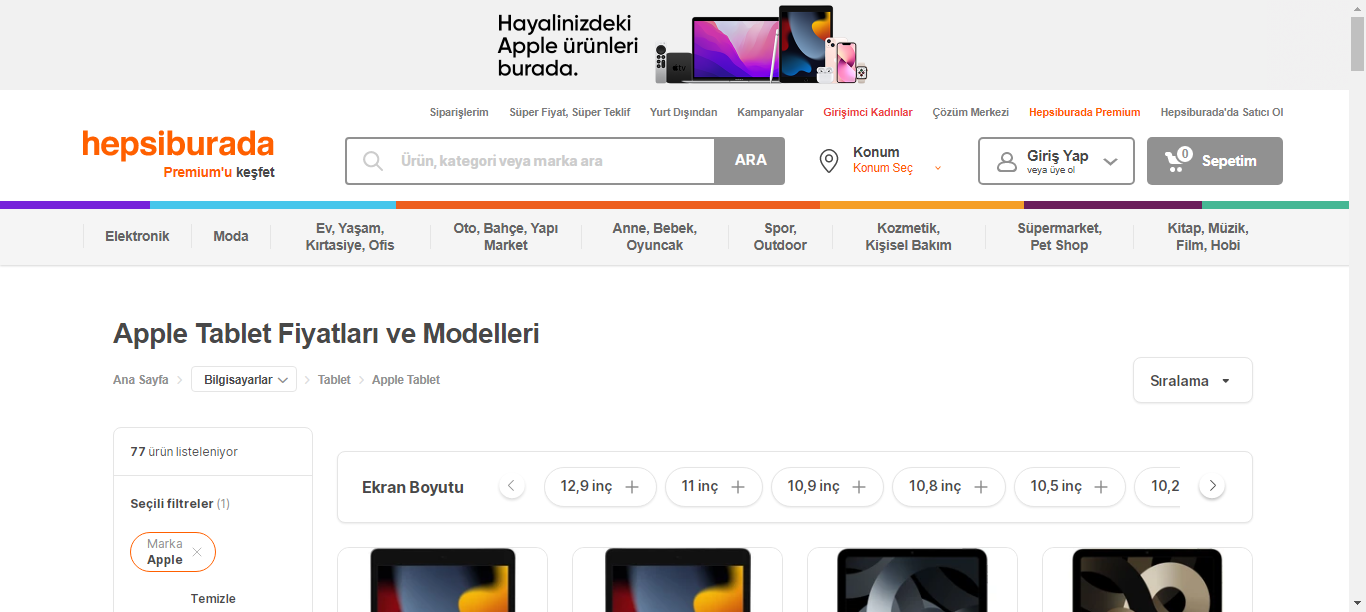 Hayalinizdeki
Apple ürünleri
burada.
Siparişlerim Süper Fiyat, Süper Teklif Yurt Dışından Kampanyalar Girişimci Kadınlar Çözüm Merkezi Hepsiburada Premium Hepsiburada'da Satıcı Ol
hepsiburada
Premium'u keşfet
Ürün, kategori veya marka ara
ARA
Konum
Konum Seç
Giriş Yap
veya üye ol
0
Sepetim
Elektronik
Moda
Ev, Yaşam,
Kırtasiye, Ofis
Oto, Bahçe, Yapı
Market
Anne, Bebek,
Oyuncak
Spor,
Outdoor
Kozmetik,
Kişisel Bakım
Süpermarket,
Pet Shop
Kitap, Müzik,
Film, Hobi
Apple Tablet Fiyatları ve Modelleri
Ana Sayfa Bilgisayarlar Tablet Apple Tablet
Sıralama
77 ürün listeleniyor
Seçili filtreler (1)
Marka
Apple
Temizle
Ekran Boyutu
12,9 inç
11 inç
10,9 inç
10,8 inç
10,5 inç
10,2